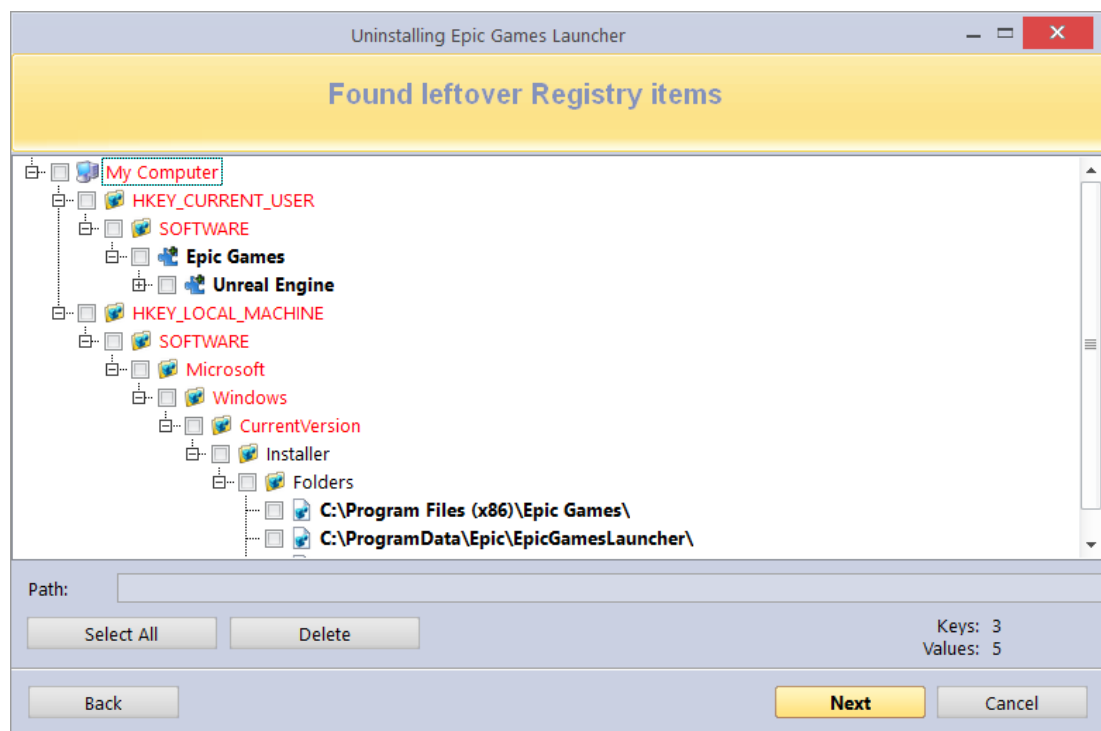 Uninstalling Epic Games Launcher
Found leftover Registry items
My Computer
HKEY_CURRENT_USER
SOFTWARE
Epic Games
Unreal Engine
HKEY_LOCAL_MACHINE
SOFTWARE
Microsoft
Windows
CurrentVersion
Installer
Folders
C:\Program Files (x86)\Epic Games\
C:\ProgramData\Epic\EpicGamesLauncher\
Path:
Select All Delete Keys: 3
Values: 5
Back Next Cancel